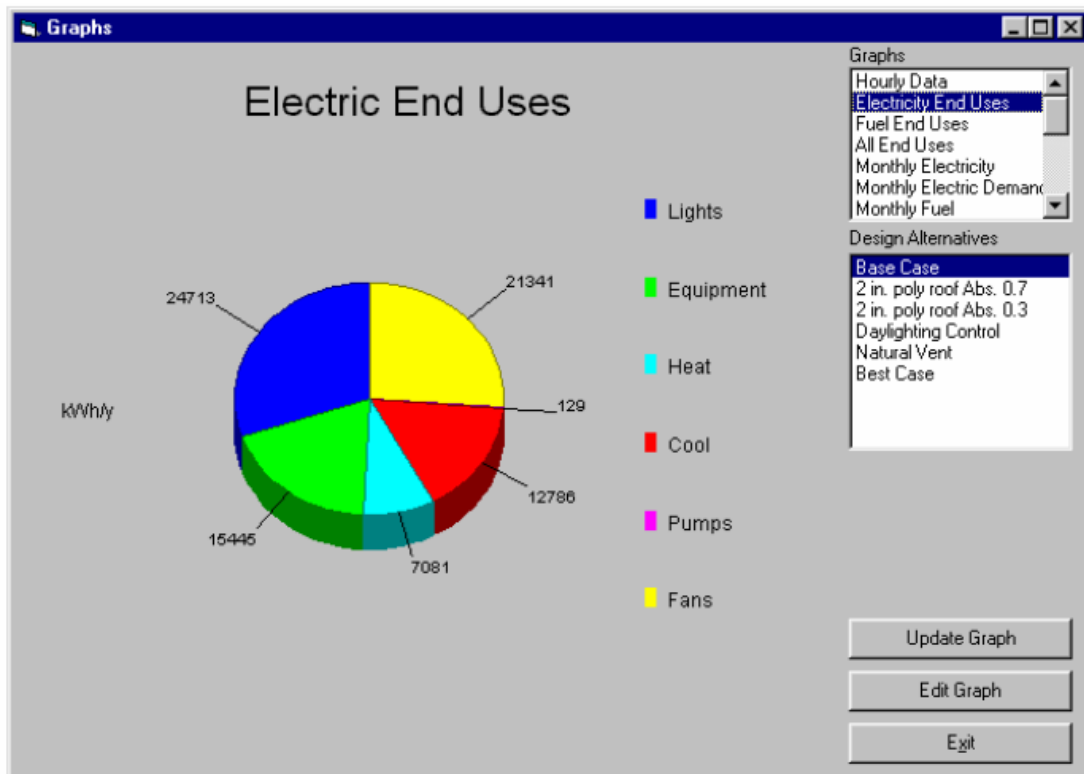 Graphs
Electric End Uses
24713
21341
129
12786
7081
15445
kWh/y
Lights
Equipment
Heat
Cool
Pumps
Fans
Graphs
Hourly Data
Electricity End Uses
Fuel End Uses
All End Uses
Monthly Electricity
Monthly Electric Deman
Monthly Fuel
Design Alternatives
Base Case
2 in. poly roof Abs. 0.7
2 in. poly roof Abs. 0.3
Daylighting Control
Natural Vent
Best Case
Update Graph
Edit Graph
Exit